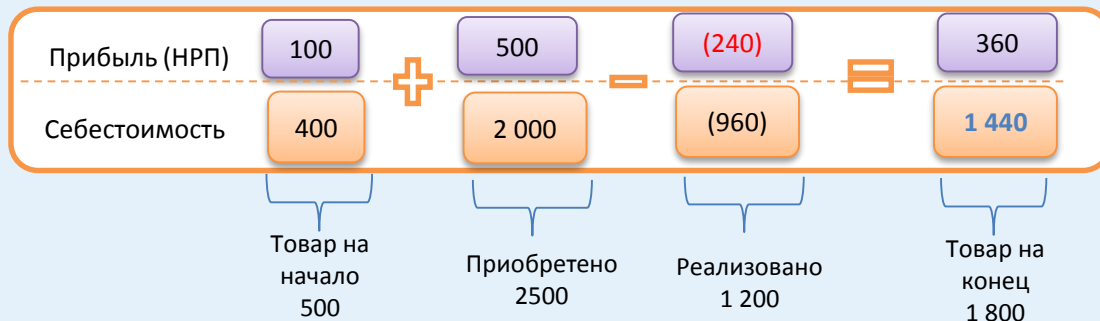 Прибыль (НРП) 100 500 (240) 360
Себестоимость 400 2 000 (960) 1 440
Товар на
начало
500
Приобретено
2500
Реализовано
1 200
Товар на
конец
1 800